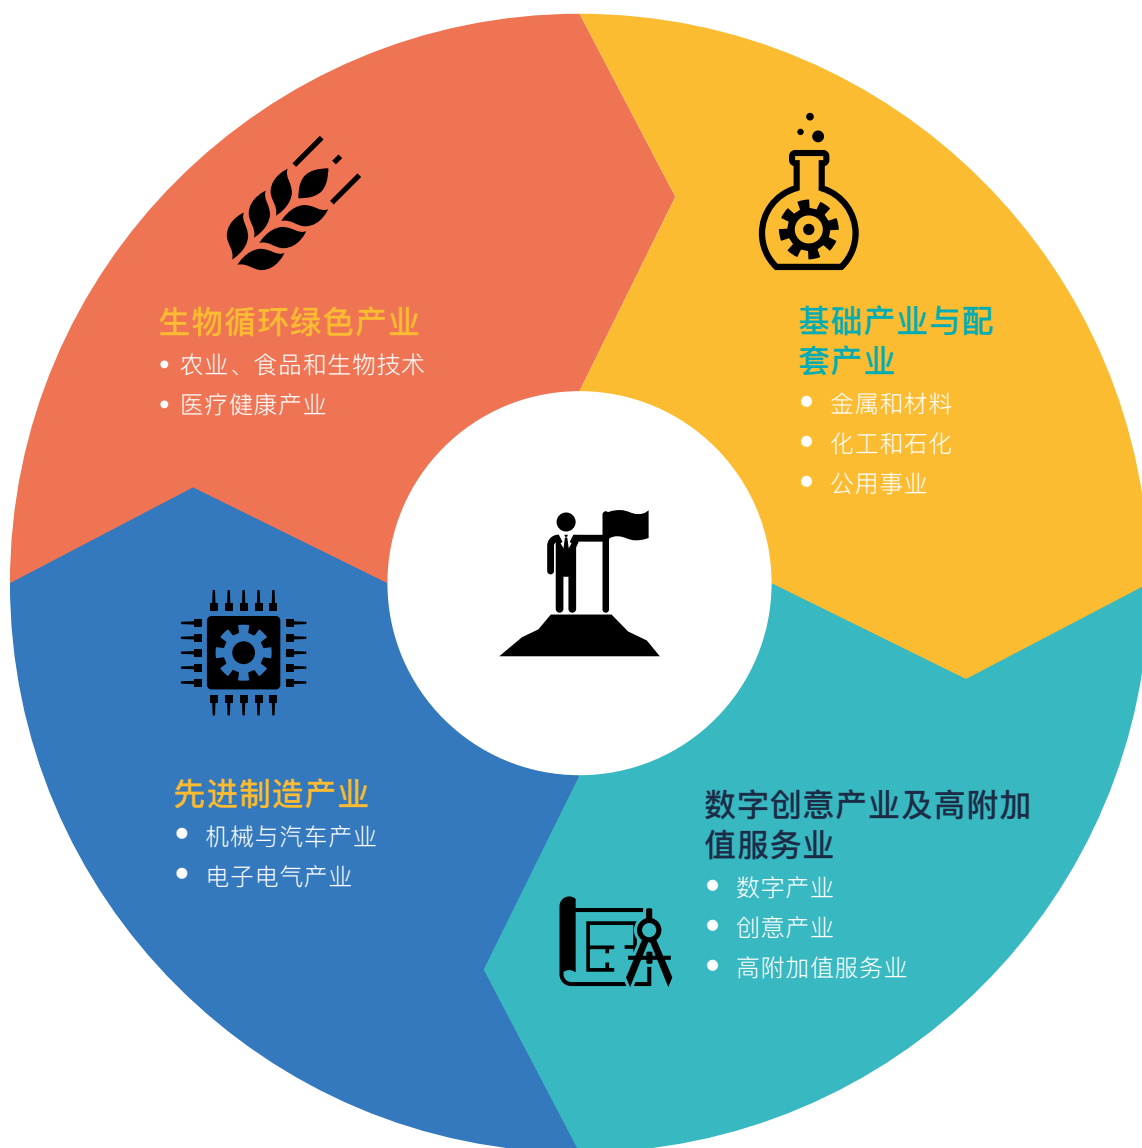 生物循环绿色产业
• 农业、食品和生物技术
• 医疗健康产业
基础产业与配
套产业
• 金属和材料
• 化工和石化
• 公用事业
先进制造产业
• 机械与汽车产业
• 电子电气产业
数字创意产业及高附加
值服务业
• 数字产业
• 创意产业
• 高附加值服务业